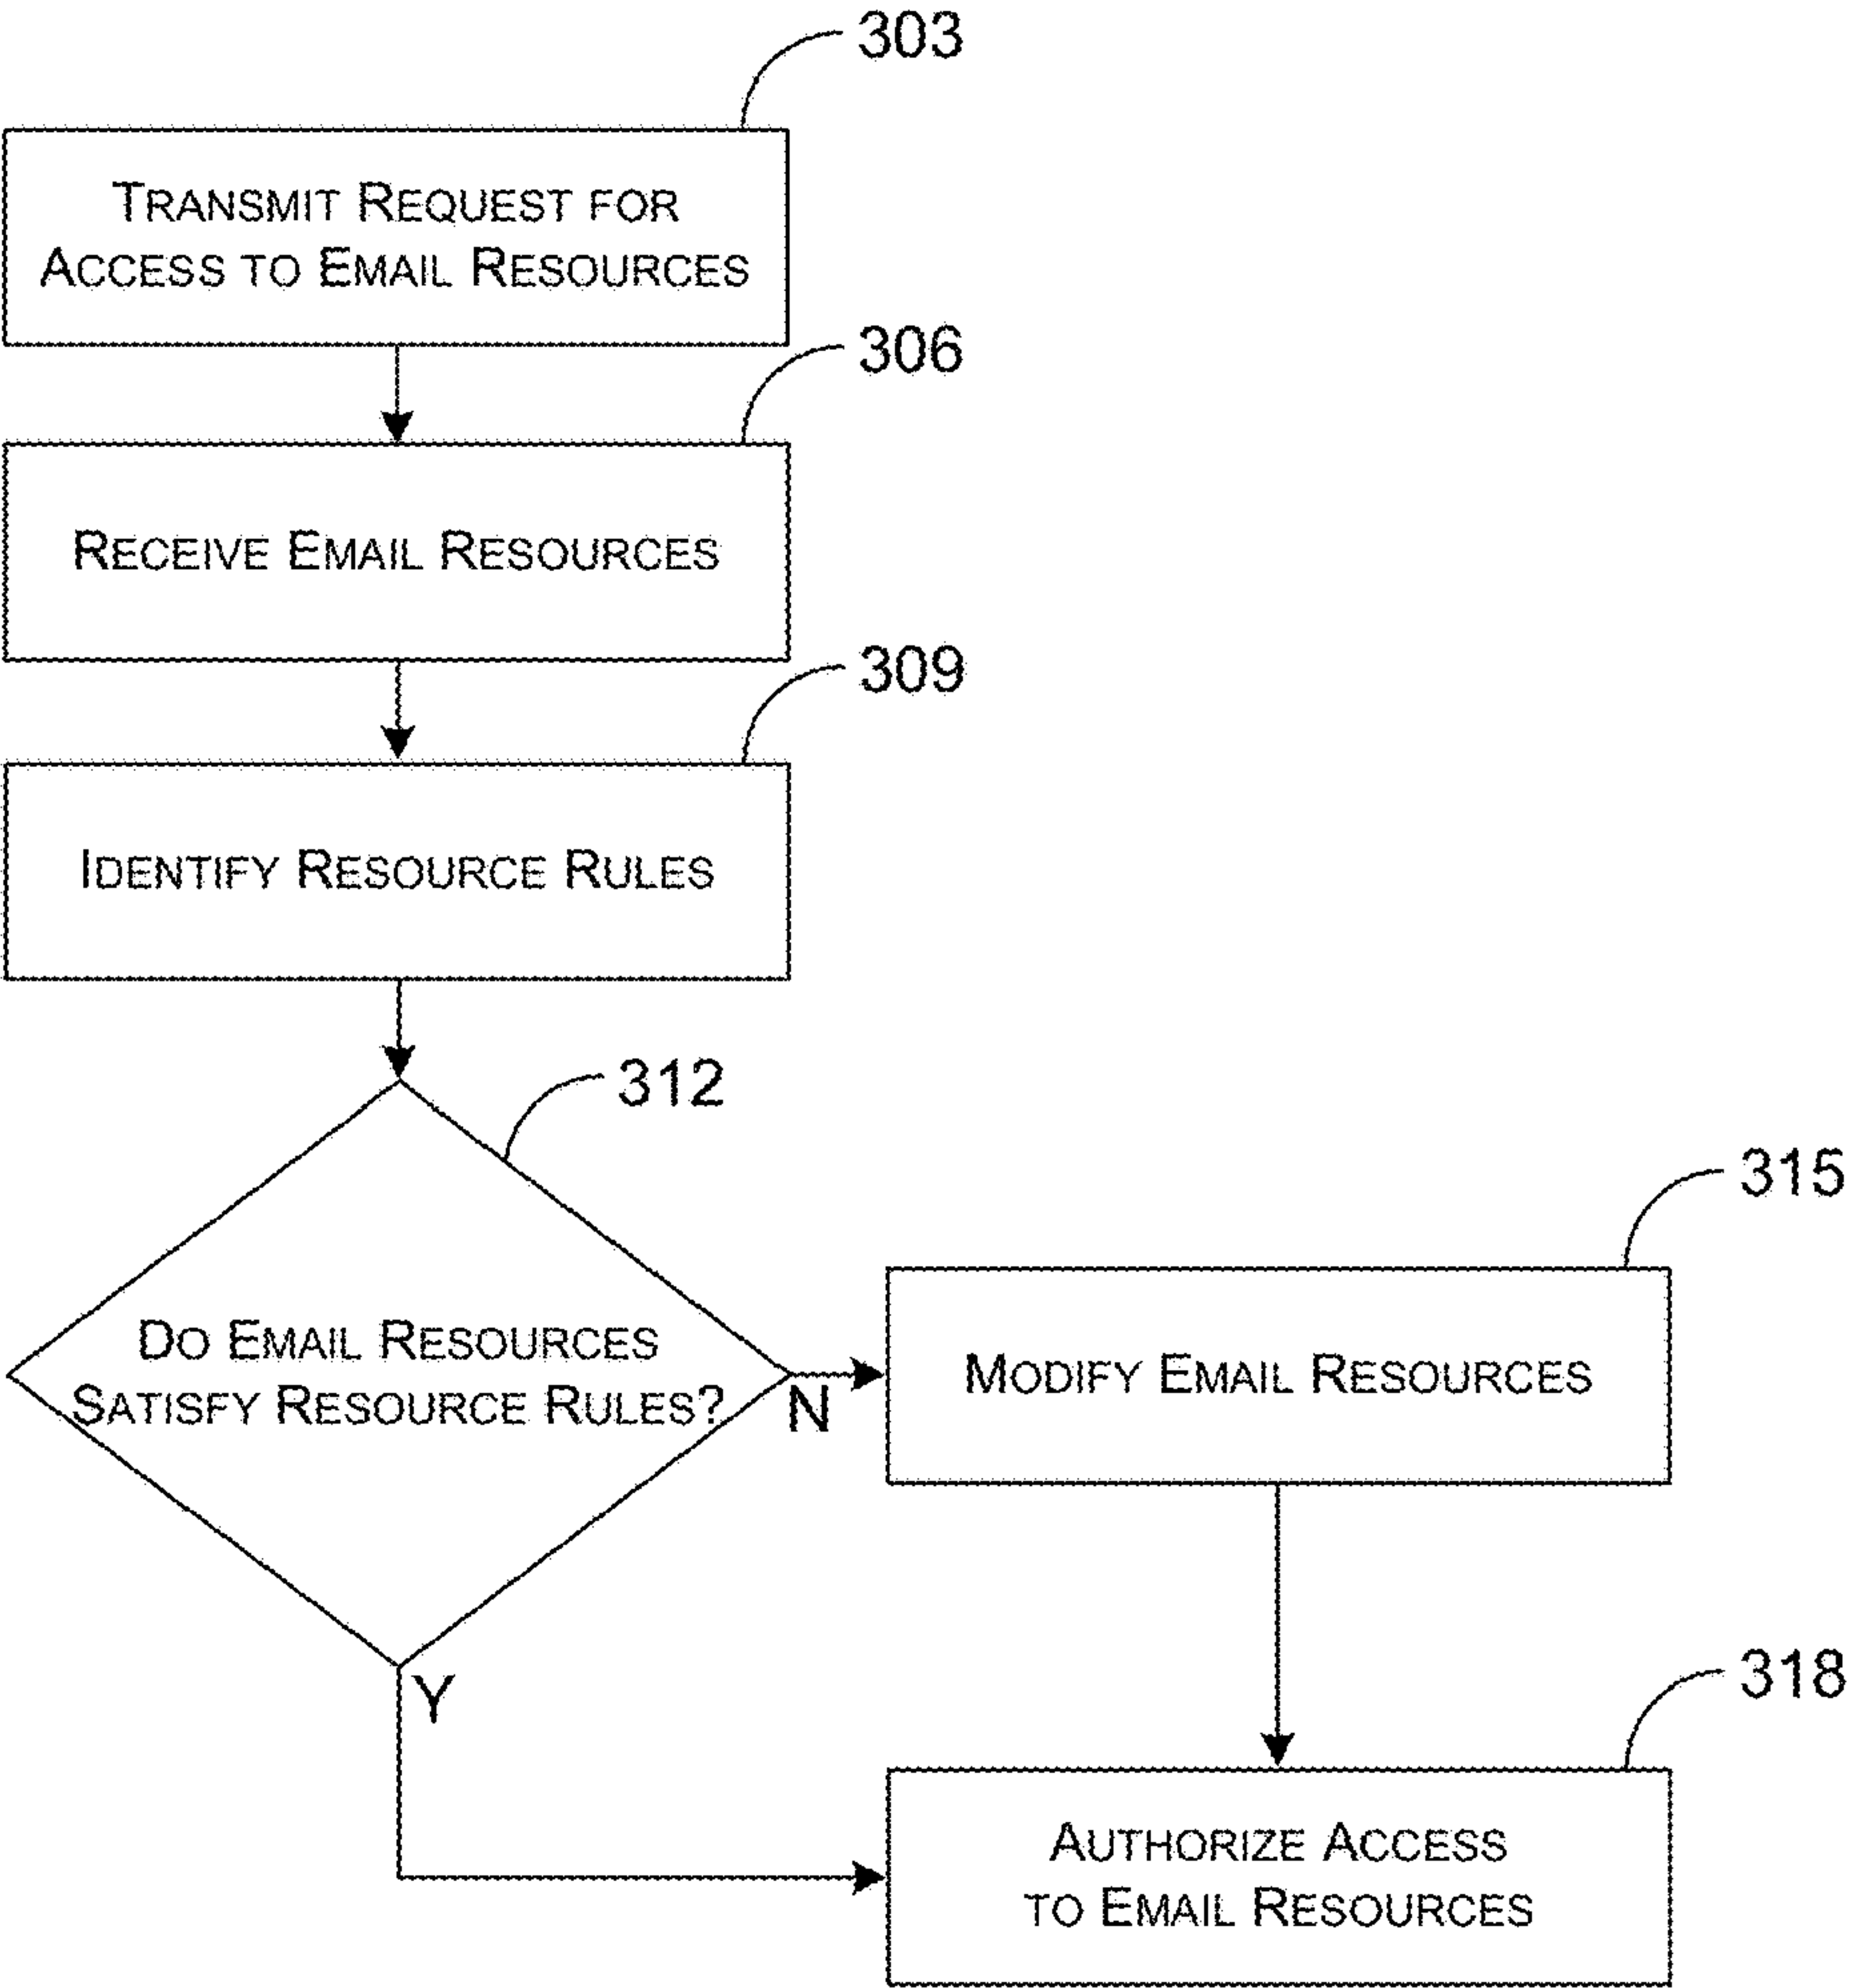 303
TRANSMIT REQUEST FOR
ACCESS TO EMAIL RESOURCES
306
RECEIVE EMAIL RESOURCES
309
IDENTIFY RESOURCE RULES
312
DO EMAIL RESOURCES
SATISFY RESOURCE RULES?
N
315
MODIFY EMAIL RESOURCES
Y
318
AUTHORIZE ACCESS
TO EMAIL RESOURCES